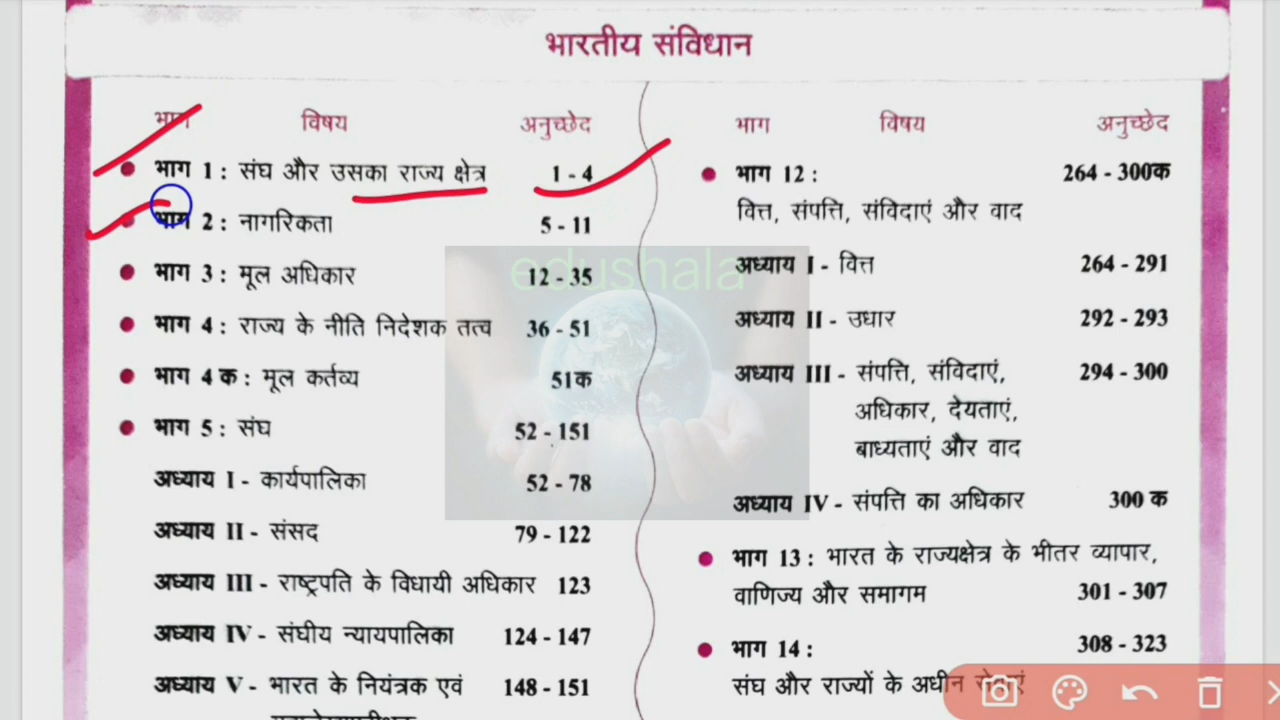 भारतीय संविधान
भाग विषय अनुच्छेद
भाग 1 : संघ और उसका राज्य क्षेत्र 1 - 4
भाग 2 : नागरिकता 5 - 11
भाग 3 : मूल अधिकार 12 - 35
भाग 4 : राज्य के नीति निदेशक तत्व 36 - 51
भाग 4 क : मूल कर्तव्य 51क
भाग 5 : संघ 52 - 151
अध्याय I - कार्यपालिका 52 - 78
अध्याय II - संसद 79 - 122
अध्याय III - राष्ट्रपति के विधायी अधिकार 123
अध्याय IV - संघीय न्यायपालिका 124 - 147
अध्याय V - भारत के नियंत्रक एवं 148 - 151
भाग विषय अनुच्छेद
भाग 12 : 264 - 300क
वित्त, संपत्ति, संविदाएं और वाद
अध्याय I - वित्त 264 - 291
अध्याय II - उधार 292 - 293
अध्याय III - संपत्ति, संविदाएं, 294 - 300
अधिकार, देयताएं,
बाध्यताएं और वाद
अध्याय IV - संपत्ति का अधिकार 300 क
भाग 13 : भारत के राज्यक्षेत्र के भीतर व्यापार,
वाणिज्य और समागम 301 - 307
भाग 14 : 308 - 323
संघ और राज्यों के अधीन
edushala